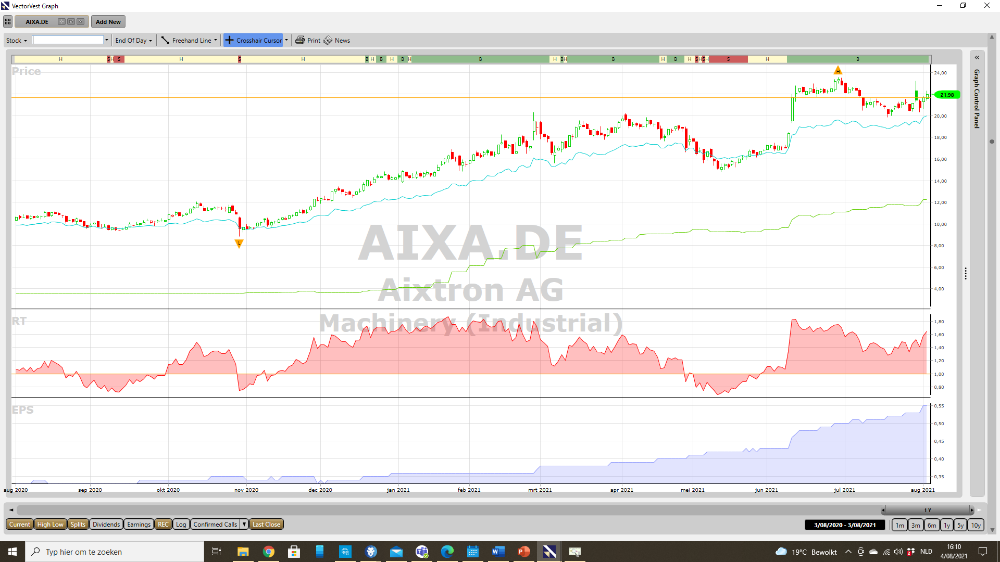 VectorVest Graph
AIXA.DE Add New
Stock End Of Day Freehand Line Crosshair Cursor Print News
H S H S H S H B H B H B H B H B H B H B H S H S H S H B
Price
H
24,00
21,98
20,00
18,00
16,00
14,00
12,00
10,00
L
8,00
6,00
4,00
AIXA.DE
Aixtron AG
Machinery (Industrial)
RT
1,80
1,60
1,40
1,20
1,00
0,80
EPS
0,55
0,50
0,45
0,40
0,35
aug 2020 sep 2020 okt 2020 nov 2020 dec 2020 jan 2021 feb 2021 mrt 2021 apr 2021 mei 2021 jun 2021 jul 2021 aug 2021
« Graph Control Panel
1 Y
Current High Low Splits Dividends Earnings REC Log Confirmed Calls Last Close 3/08/2020 - 3/08/2021 1m 3m 6m 1y 5y 10y
Typ hier om te zoeken 19°C Bewolkt NLD 16:10
4/08/2021